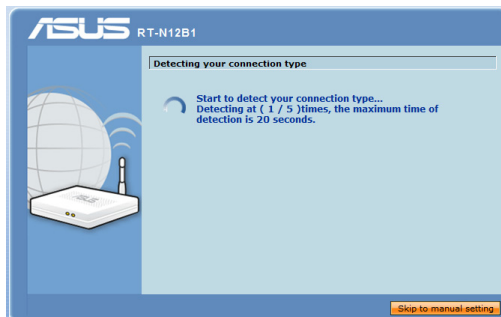 ASUS RT-N12B1
Detecting your connection type
Start to detect your connection type...
Detecting at ( 1 / 5 )times, the maximum time of
detection is 20 seconds.
ASUS
Skip to manual setting